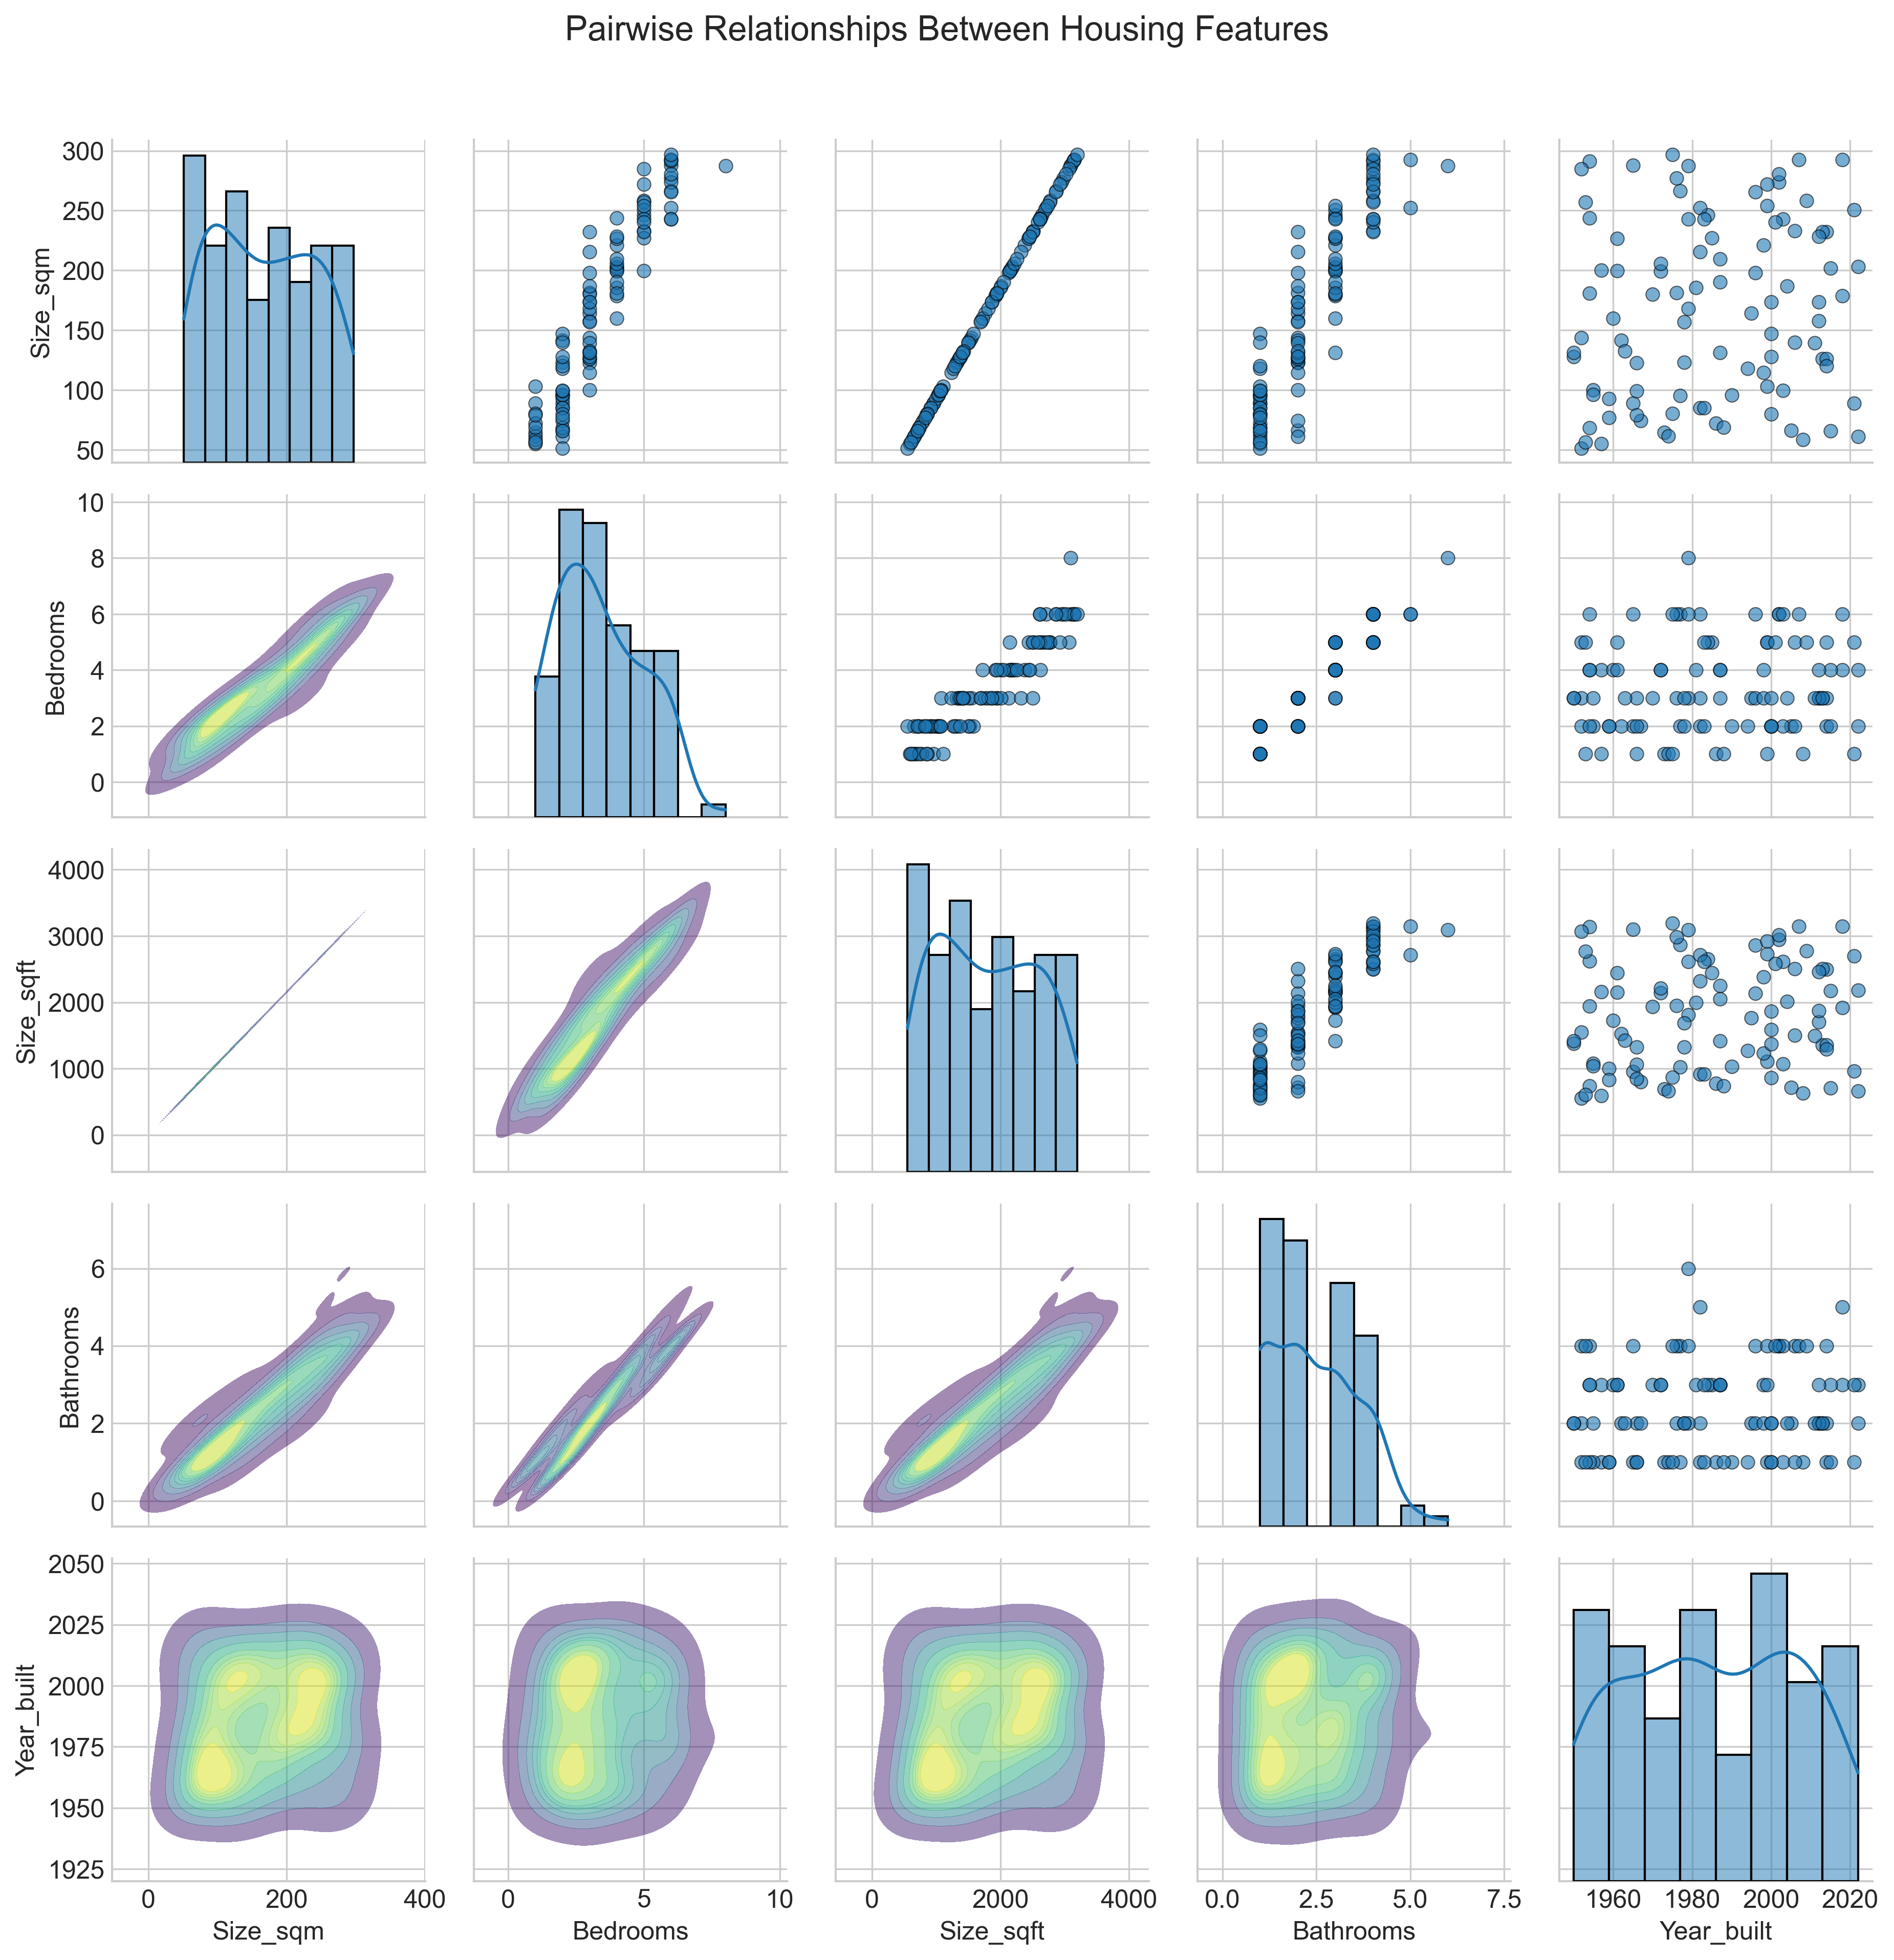 Pairwise Relationships Between Housing Features
300
250
200
150
100
50
Size_sqm
10
8
6
4
2
0
Bedrooms
4000
3000
2000
1000
0
Size_sqft
6
4
2
0
Bathrooms
2050
2025
2000
1975
1950
1925
Year_built
0 200 400
0 5 10
0 2000 4000
0.0 2.5 5.0 7.5
1960 1980 2000 2020
Size_sqm
Bedrooms
Size_sqft
Bathrooms
Year_built